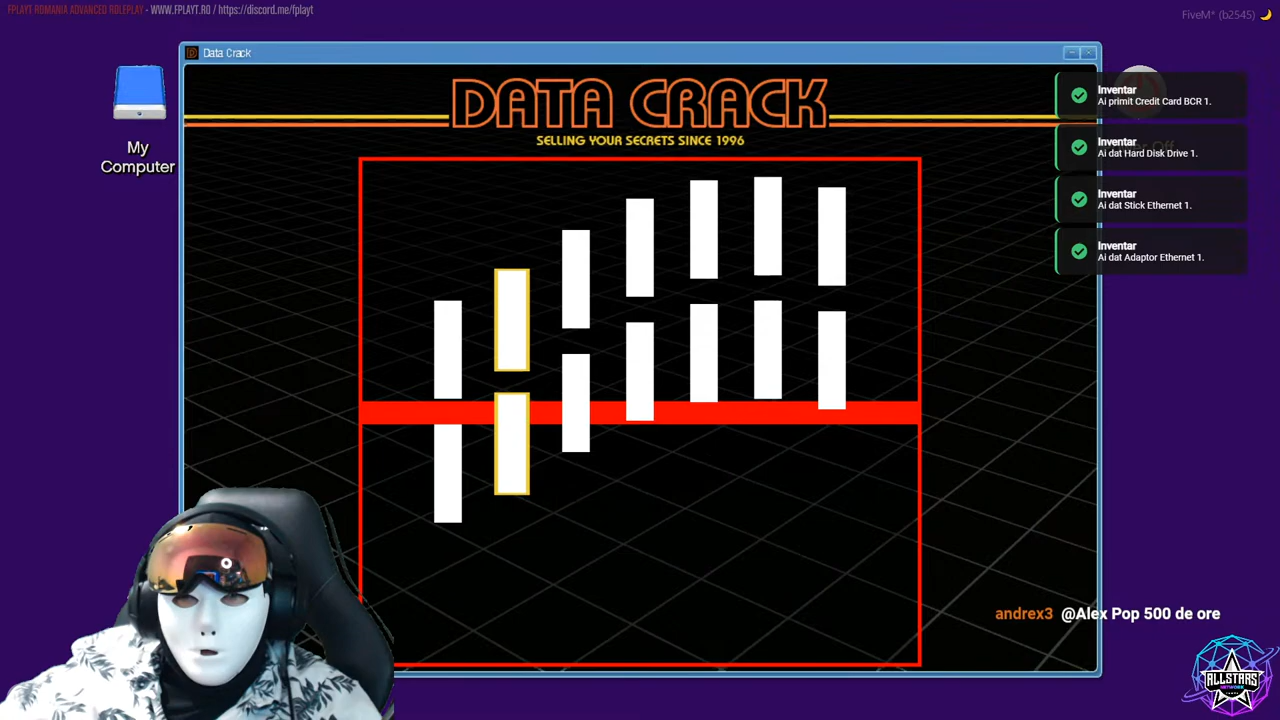 FPLAYT ROMANIA ADVANCED ROLEPLAY - WWW.FPLAYT.RO / https://discord.me/fplayt
FiveM* (b2545)
Data Crack
DATA CRACK
SELLING YOUR SECRETS SINCE 1996
My
Computer
Inventar
Ai primit Credit Card BCR 1.
Inventar
Ai dat Hard Disk Drive 1.
Inventar
Ai dat Stick Ethernet 1.
Inventar
Ai dat Adaptor Ethernet 1.
andrex3 @Alex Pop 500 de ore
ALLSTARS
NETWORK